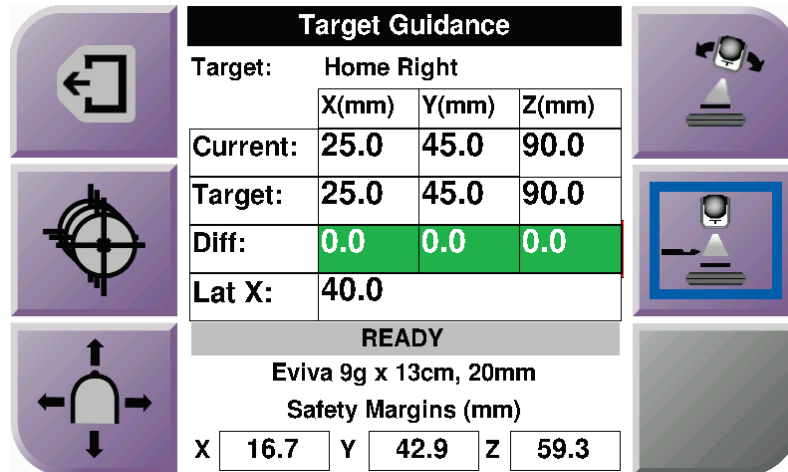 Target Guidance
Target: Home Right
X(mm) Y(mm) Z(mm)
Current: 25.0 45.0 90.0
Target: 25.0 45.0 90.0
Diff: 0.0 0.0 0.0
Lat X: 40.0
READY
Eviva 9g x 13cm, 20mm
Safety Margins (mm)
X 16.7 Y 42.9 Z 59.3